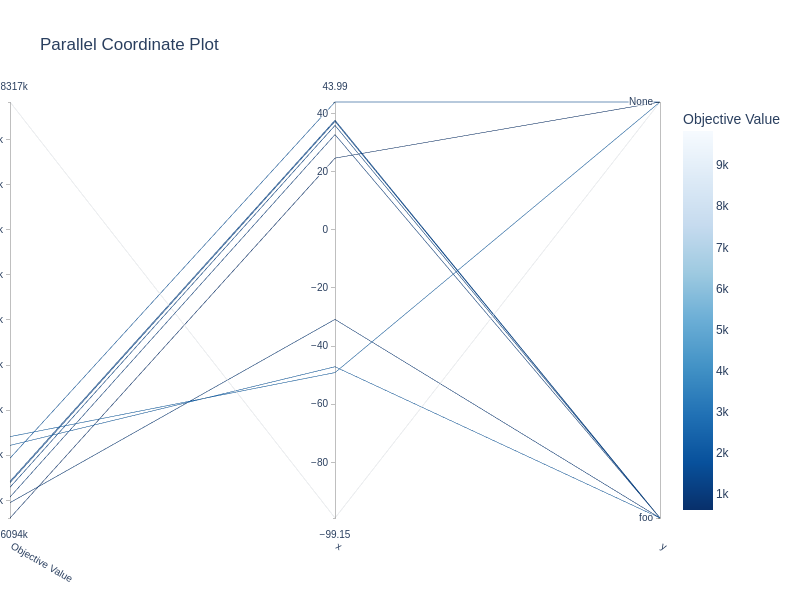 Parallel Coordinate Plot
8317k
43.99
None
Objective Value
40
20
0
−20
−40
−60
−80
k
k
k
k
k
k
k
k
k
9k
8k
7k
6k
5k
4k
3k
2k
1k
foo
6094k
−99.15
Objective Value
x
y